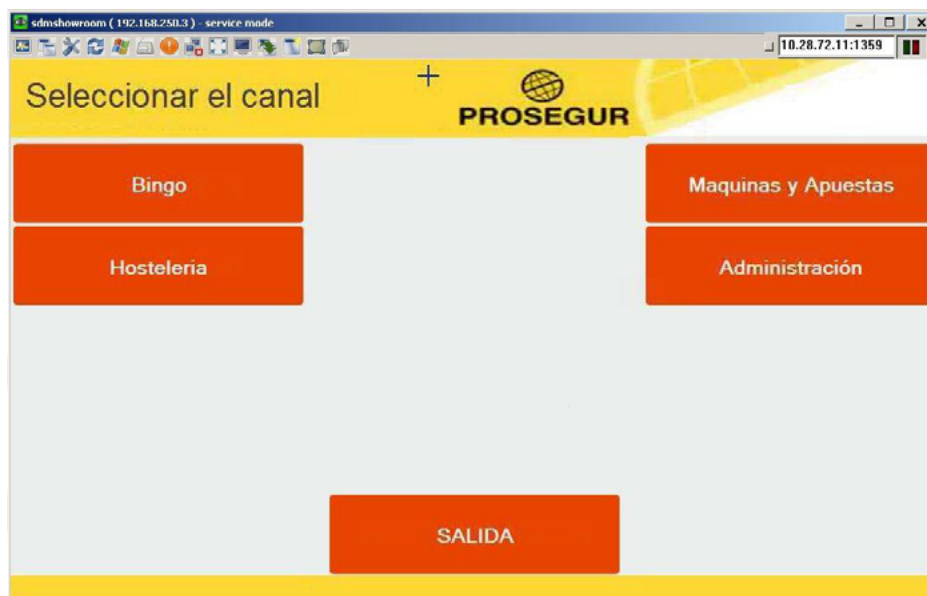 sdmshowroom ( 192.168.250.3 ) - service mode
10.28.72.11:1359
Seleccionar el canal
PROSEGUR
Bingo
Maquinas y Apuestas
Hosteleria
Administración
SALIDA